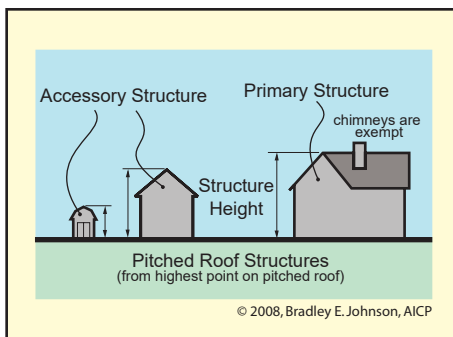 Accessory Structure
Primary Structure
chimneys are
exempt
Structure
Height
Pitched Roof Structures
(from highest point on pitched roof)
© 2008, Bradley E. Johnson, AICP